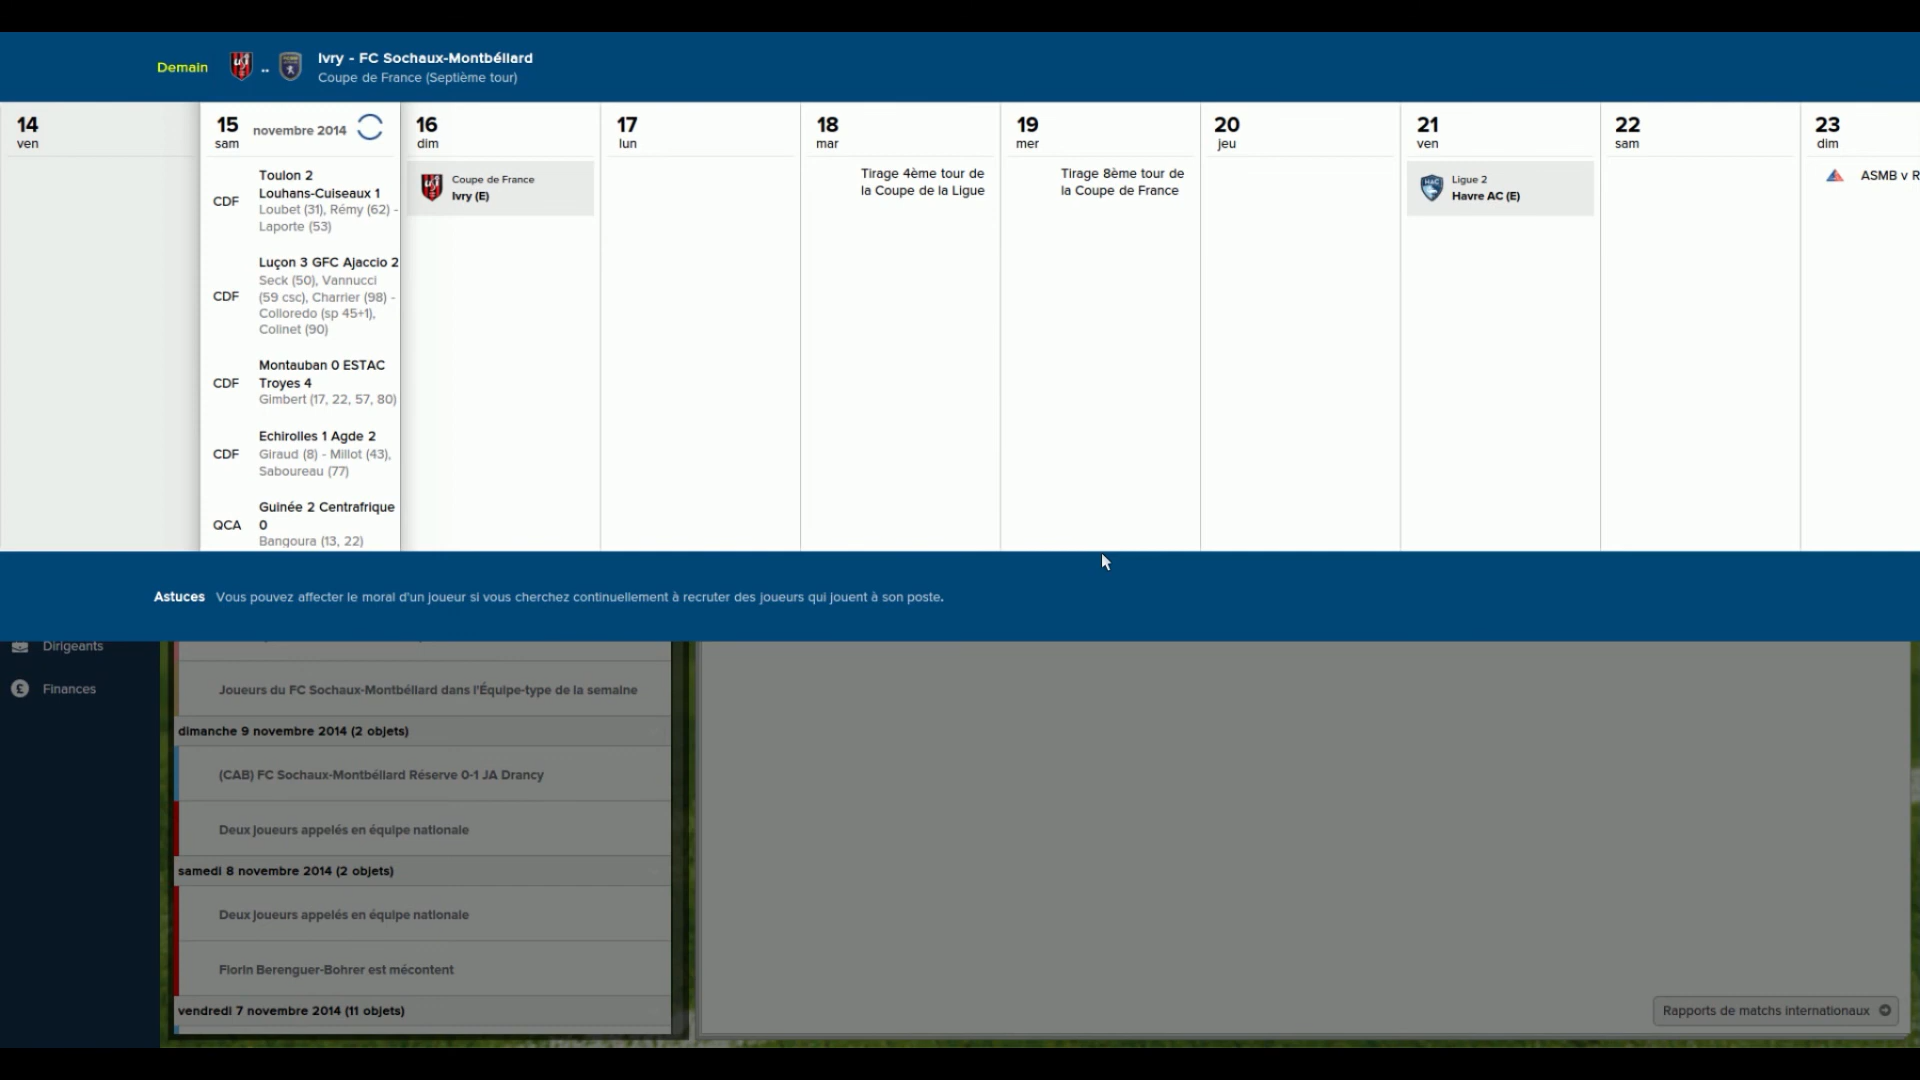 Demain
Ivry - FC Sochaux-Montbéliard
Coupe de France (Septième tour)
14
ven
15
sam
novembre 2014
16
dim
17
lun
18
mar
19
mer
20
jeu
21
ven
22
sam
23
dim
CDF
Toulon 2
Louhans-Cuiseaux 1
Loubet (31), Rémy (62) -
Laporte (53)
CDF
Luçon 3 GFC Ajaccio 2
Seck (50), Vannucci
(59 csc), Charrier (98) -
Colloredo (sp 45+1),
Colinet (90)
CDF
Montauban 0 ESTAC
Troyes 4
Gimbert (17, 22, 57, 80)
CDF
Echirolles 1 Agde 2
Giraud (8) - Millot (43),
Saboureau (77)
QCA
Guinée 2 Centrafrique
0
Bangoura (13, 22)
Coupe de France
Ivry (E)
Tirage 4ème tour de
la Coupe de la Ligue
Tirage 8ème tour de
la Coupe de France
Ligue 2
Havre AC (E)
ASMB v R
Astuces Vous pouvez affecter le moral d'un joueur si vous cherchez continuellement à recruter des joueurs qui jouent à son poste.
Dirigeants
Finances
Joueurs du FC Sochaux-Montbéliard dans l'Équipe-type de la semaine
dimanche 9 novembre 2014 (2 objets)
(CAB) FC Sochaux-Montbéliard Réserve 0-1 JA Drancy
Deux joueurs appelés en équipe nationale
samedi 8 novembre 2014 (2 objets)
Deux joueurs appelés en équipe nationale
Florin Berenguer-Bohrer est mécontent
vendredi 7 novembre 2014 (11 objets)
Rapports de matchs internationaux